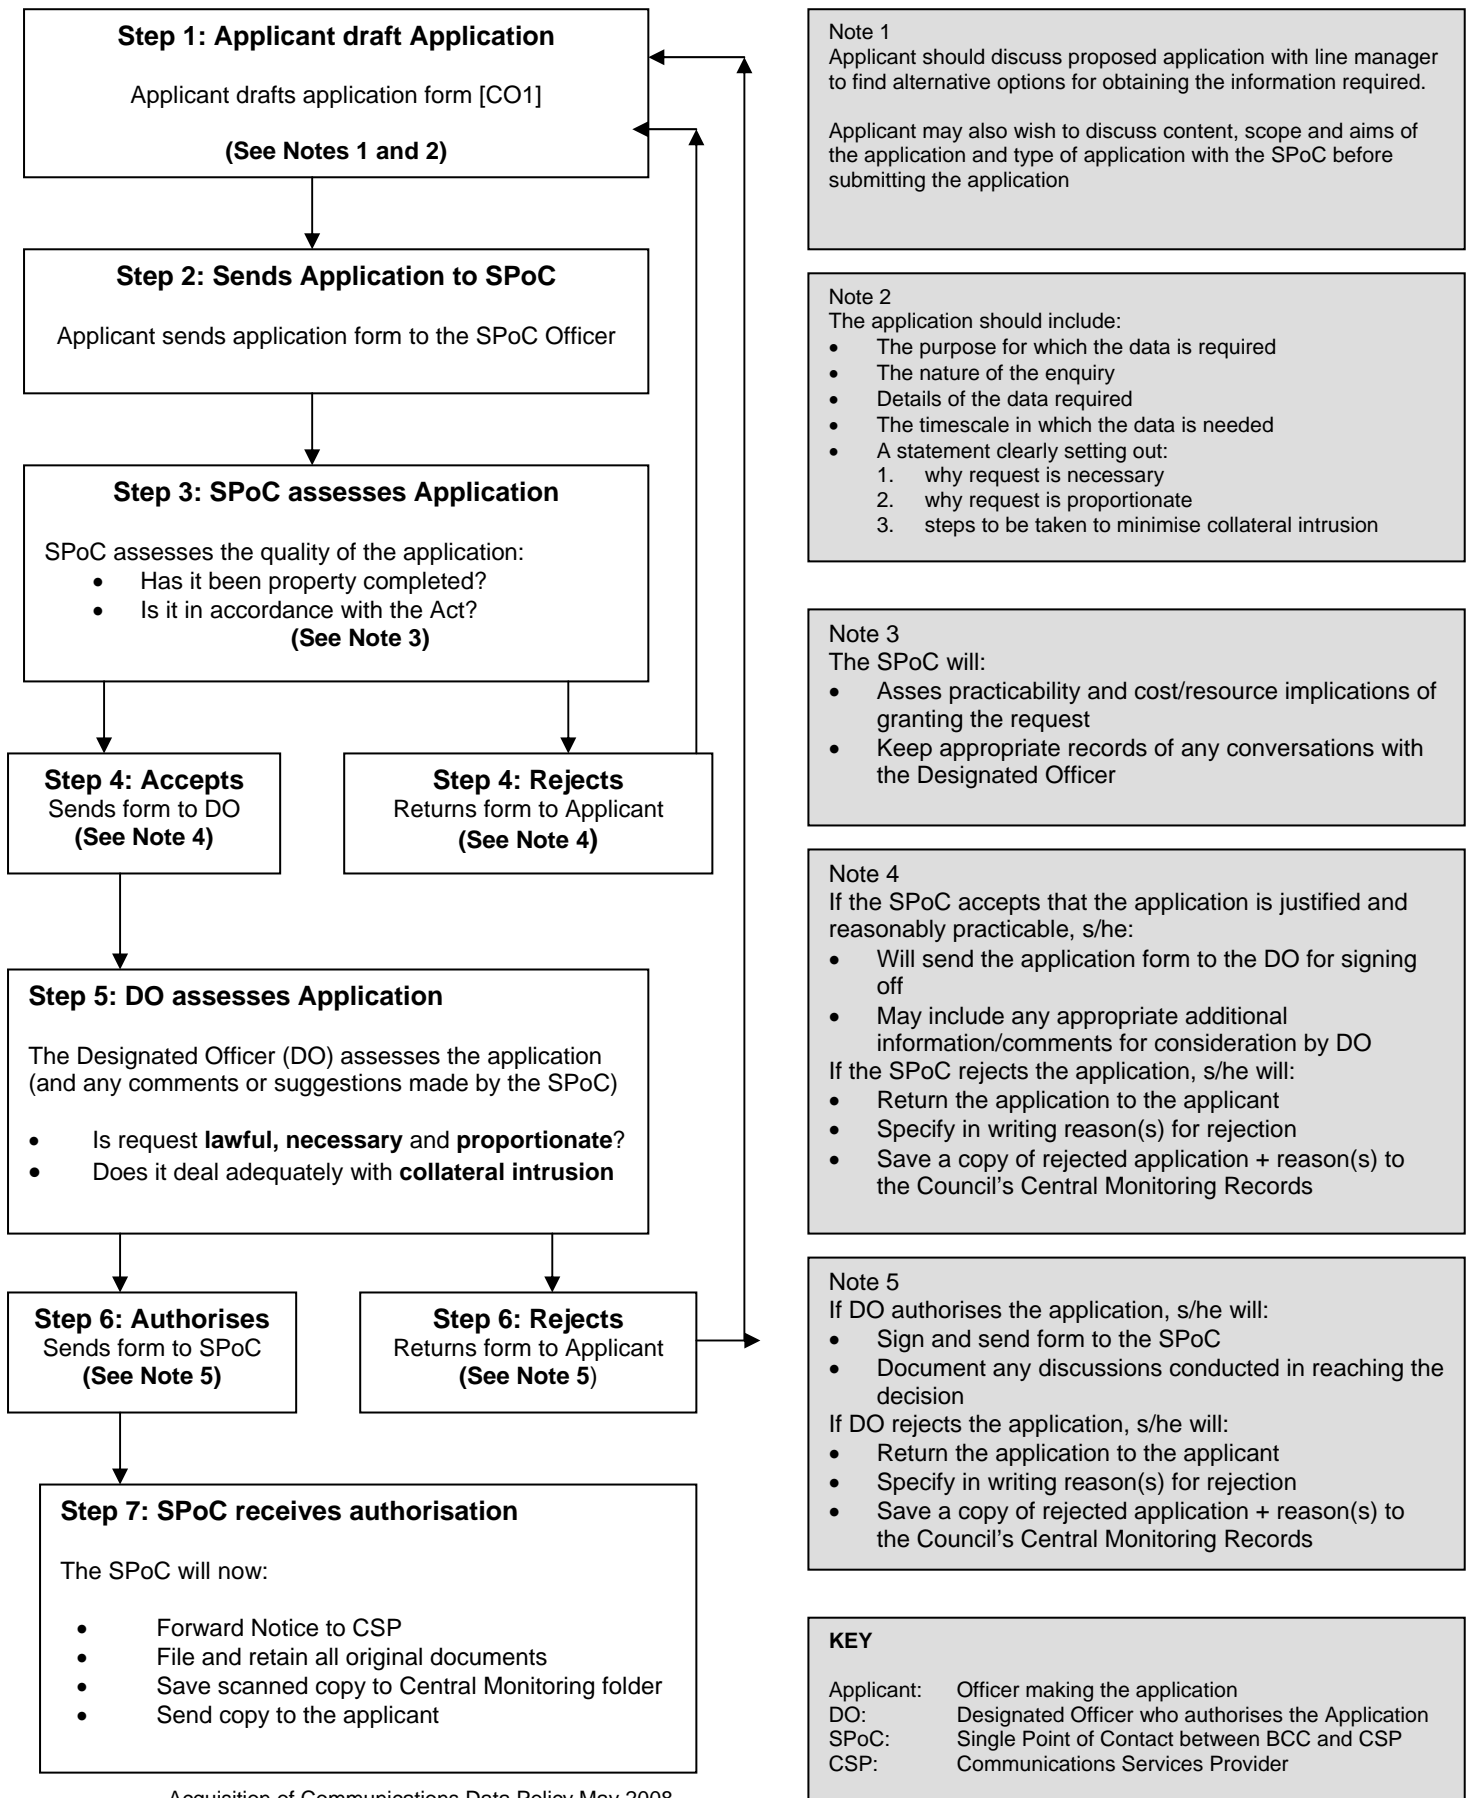 Step 1: Applicant draft Application
Applicant drafts application form [CO1]
(See Notes 1 and 2)
Step 2: Sends Application to SPoC
Applicant sends application form to the SPoC Officer
Step 3: SPoC assesses Application
SPoC assesses the quality of the application:
• Has it been property completed?
• Is it in accordance with the Act?
(See Note 3)
Step 4: Accepts
Sends form to DO
(See Note 4)
Step 4: Rejects
Returns form to Applicant
(See Note 4)
Step 5: DO assesses Application
The Designated Officer (DO) assesses the application
(and any comments or suggestions made by the SPoC)
• Is request lawful, necessary and proportionate?
• Does it deal adequately with collateral intrusion
Step 6: Authorises
Sends form to SPoC
(See Note 5)
Step 6: Rejects
Returns form to Applicant
(See Note 5)
Step 7: SPoC receives authorisation
The SPoC will now:
• Forward Notice to CSP
• File and retain all original documents
• Save scanned copy to Central Monitoring folder
• Send copy to the applicant
Acquisition of Communications Data Policy May 2008
Note 1
Applicant should discuss proposed application with line manager
to find alternative options for obtaining the information required.
Applicant may also wish to discuss content, scope and aims of
the application and type of application with the SPoC before
submitting the application
Note 2
The application should include:
• The purpose for which the data is required
• The nature of the enquiry
• Details of the data required
• The timescale in which the data is needed
• A statement clearly setting out:
1. why request is necessary
2. why request is proportionate
3. steps to be taken to minimise collateral intrusion
Note 3
The SPoC will:
• Asses practicability and cost/resource implications of
granting the request
• Keep appropriate records of any conversations with
the Designated Officer
Note 4
If the SPoC accepts that the application is justified and
reasonably practicable, s/he:
• Will send the application form to the DO for signing
off
• May include any appropriate additional
information/comments for consideration by DO
If the SPoC rejects the application, s/he will:
• Return the application to the applicant
• Specify in writing reason(s) for rejection
• Save a copy of rejected application + reason(s) to
the Council’s Central Monitoring Records
Note 5
If DO authorises the application, s/he will:
• Sign and send form to the SPoC
• Document any discussions conducted in reaching the
decision
If DO rejects the application, s/he will:
• Return the application to the applicant
• Specify in writing reason(s) for rejection
• Save a copy of rejected application + reason(s) to
the Council’s Central Monitoring Records
KEY
Applicant: Officer making the application
DO: Designated Officer who authorises the Application
SPoC: Single Point of Contact between BCC and CSP
CSP: Communications Services Provider